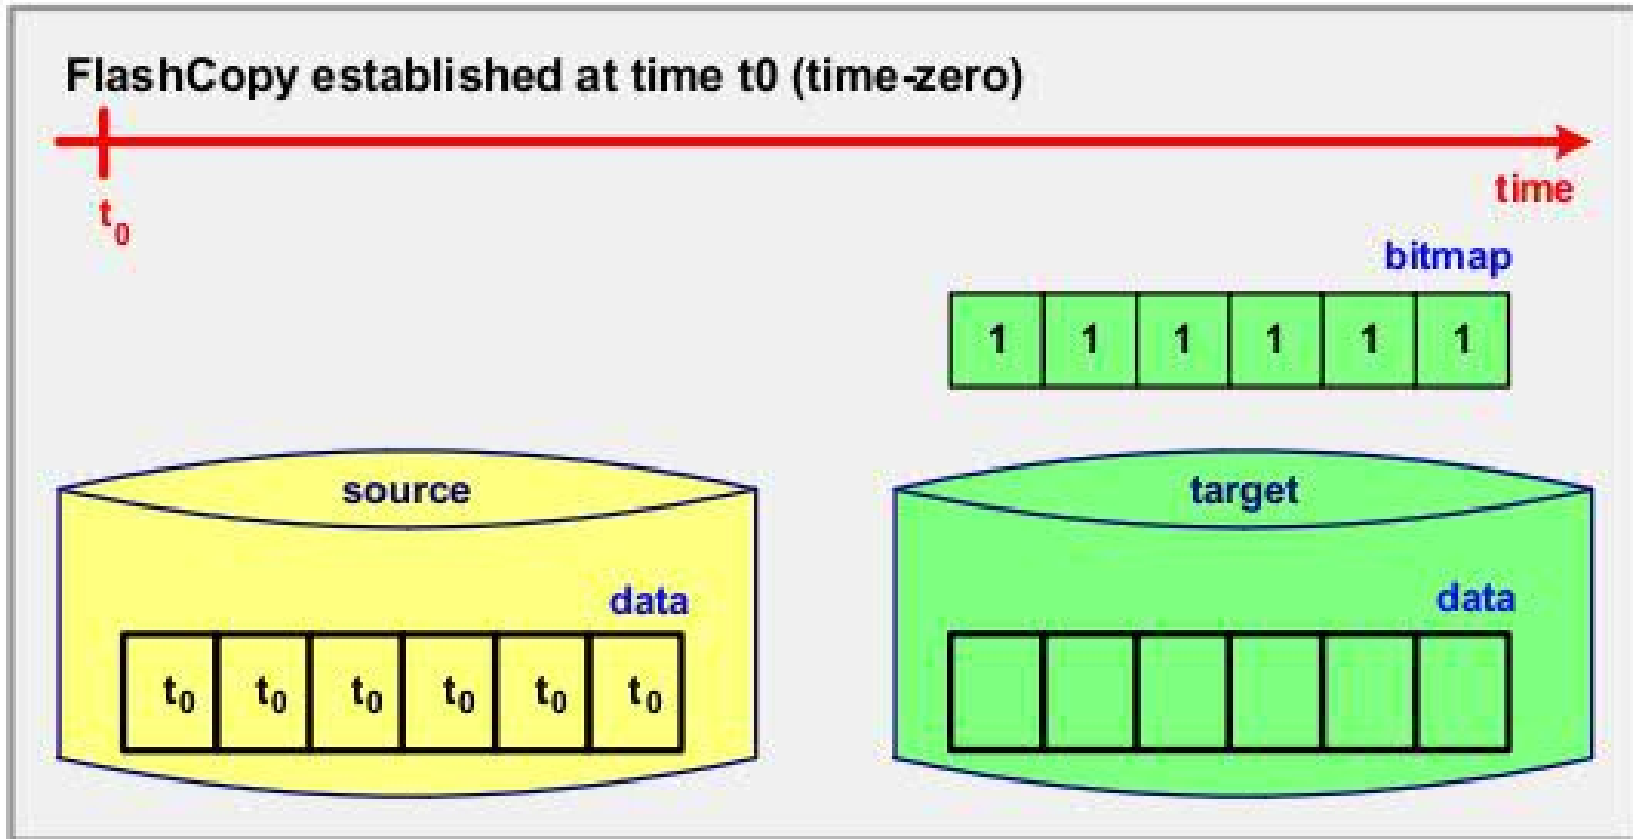 FlashCopy established at time t0 (time-zero)
time
t0
bitmap
1 1 1 1 1 1
source
target
data
data
t0 t0 t0 t0 t0 t0